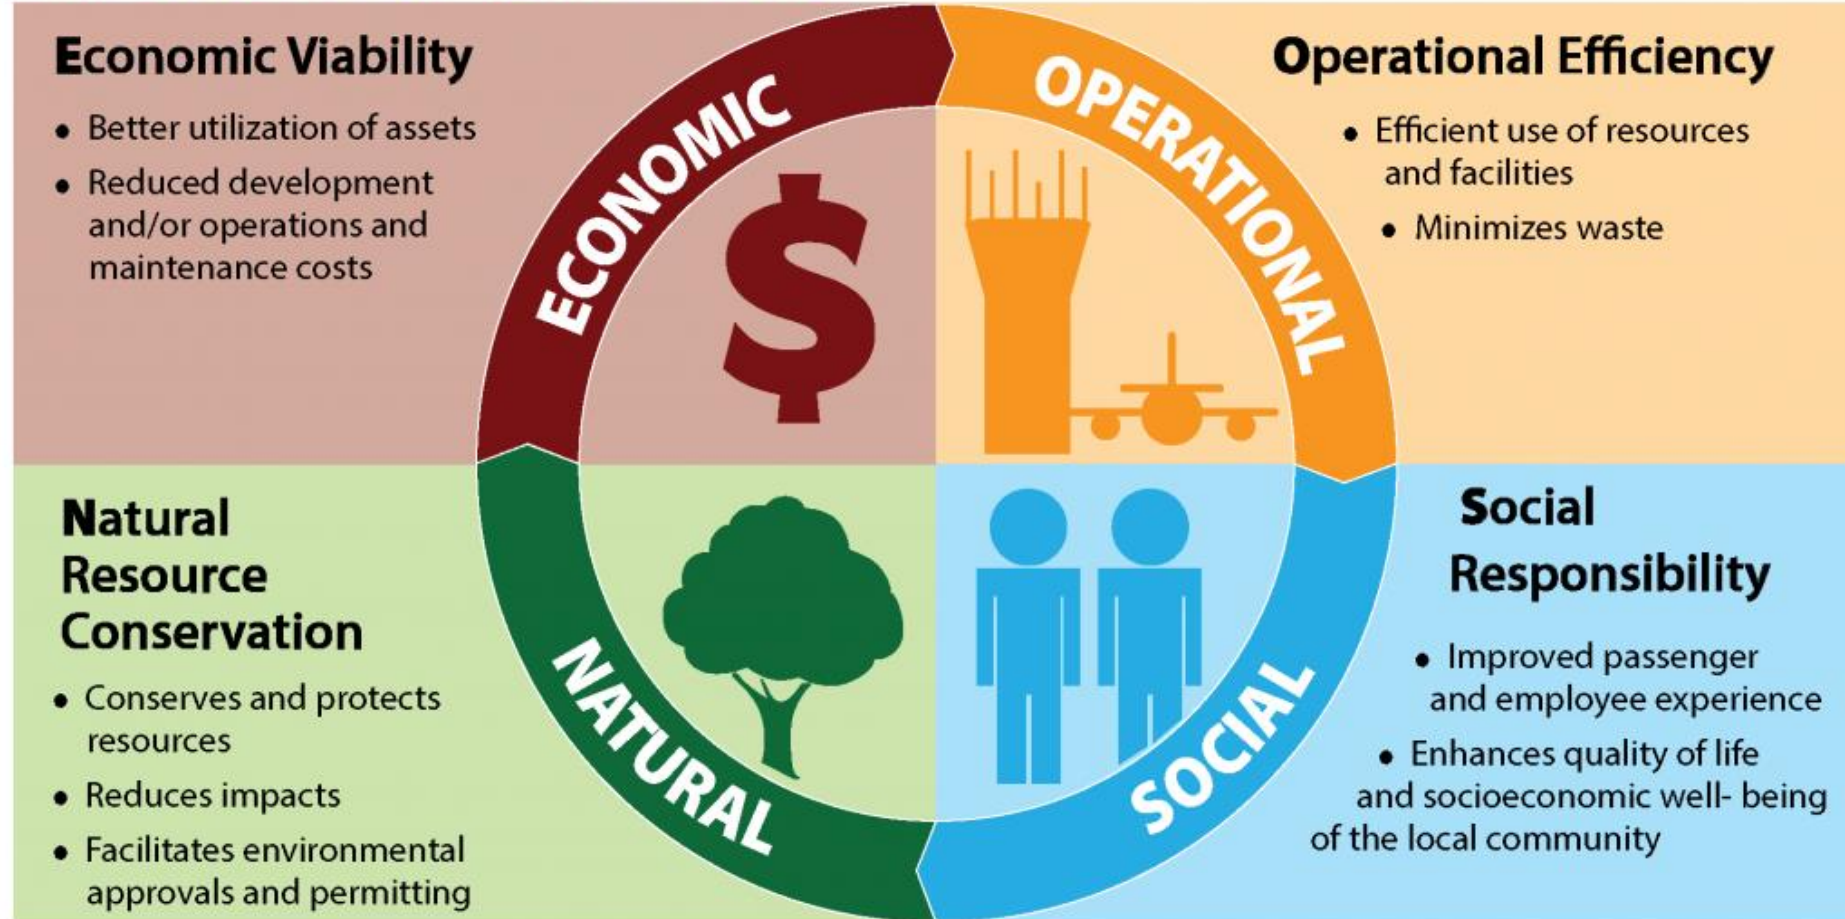 Economic Viability
• Better utilization of assets
• Reduced development
and/or operations and
maintenance costs
ECONOMIC
OPERATIONAL
Operational Efficiency
• Efficient use of resources
and facilities
• Minimizes waste
Natural
Resource
Conservation
• Conserves and protects
resources
• Reduces impacts
• Facilitates environmental
approvals and permitting
NATURAL
SOCIAL
Social
Responsibility
• Improved passenger
and employee experience
• Enhances quality of life
and socioeconomic well- being
of the local community